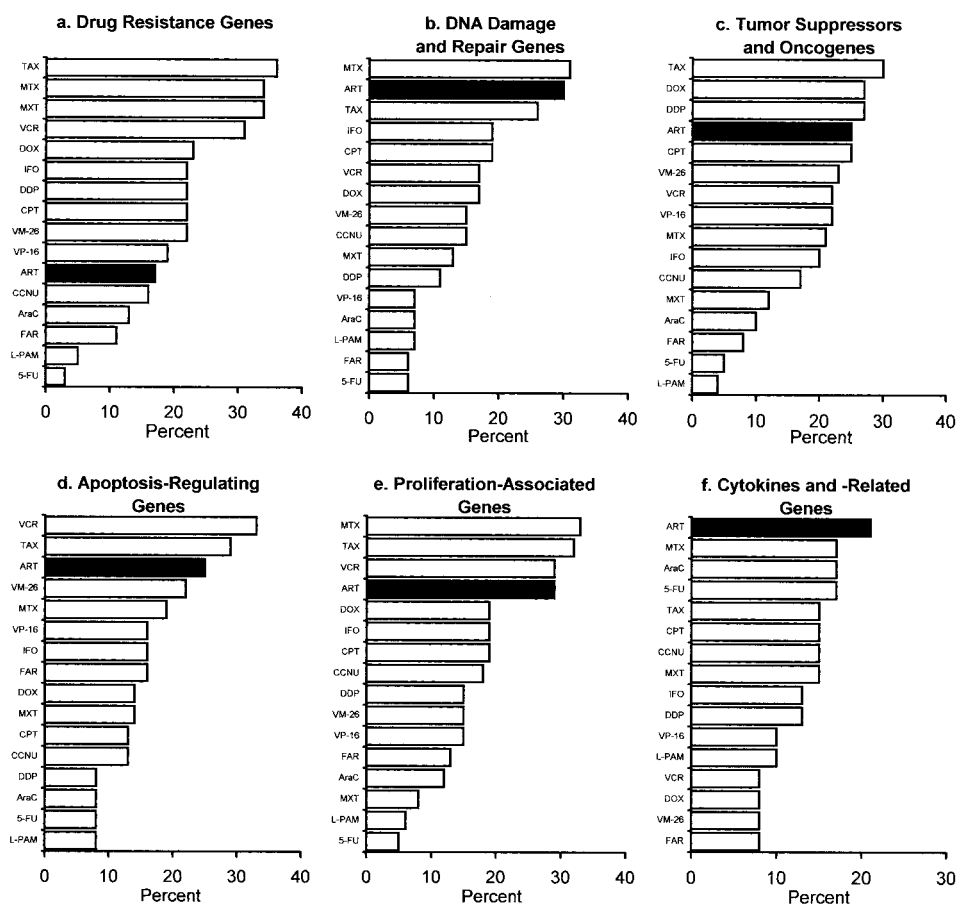 a. Drug Resistance Genes
TAX
MTX
MXT
VCR
DOX
IFO
DDP
CPT
VM-26
VP-16
ART
CCNU
AraC
FAR
L-PAM
5-FU
0 10 20 30 40
Percent
b. DNA Damage
and Repair Genes
MTX
ART
TAX
IFO
CPT
VCR
DOX
VM-26
CCNU
MXT
DDP
VP-16
AraC
L-PAM
FAR
5-FU
0 10 20 30 40
Percent
c. Tumor Suppressors
and Oncogenes
TAX
DOX
DDP
ART
CPT
VM-26
VCR
VP-16
MTX
IFO
CCNU
MXT
AraC
FAR
5-FU
L-PAM
0 10 20 30 40
Percent
d. Apoptosis-Regulating
Genes
VCR
TAX
ART
VM-26
MTX
VP-16
IFO
FAR
DOX
MXT
CPT
CCNU
DDP
AraC
5-FU
L-PAM
0 10 20 30 40
Percent
e. Proliferation-Associated
Genes
MTX
TAX
VCR
ART
DOX
IFO
CPT
CCNU
DDP
VM-26
VP-16
FAR
AraC
MXT
L-PAM
5-FU
0 10 20 30 40
Percent
f. Cytokines and -Related
Genes
ART
MTX
AraC
5-FU
TAX
CPT
CCNU
MXT
IFO
DDP
VP-16
L-PAM
VCR
DOX
VM-26
FAR
0 10 20 30
Percent